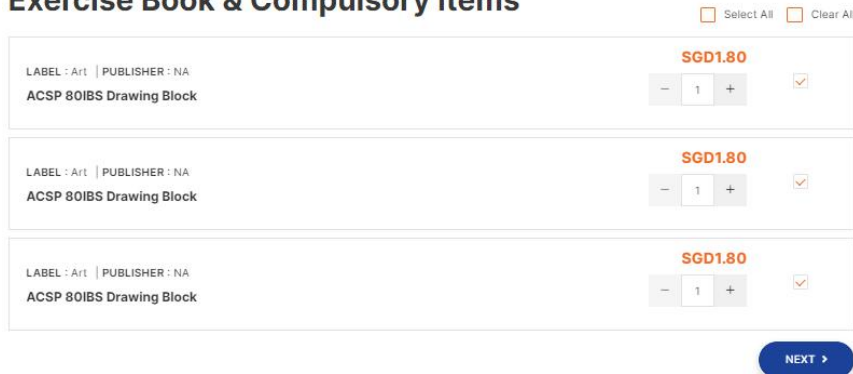 Exercise Book & Compulsory Items
Select All Clear Al
SGD1.80
LABEL : Art | PUBLISHER : NA
− 1 +
ACSP 80IBS Drawing Block
SGD1.80
LABEL : Art | PUBLISHER : NA
− 1 +
ACSP 80IBS Drawing Block
SGD1.80
LABEL : Art | PUBLISHER : NA
− 1 +
ACSP 80IBS Drawing Block
NEXT >